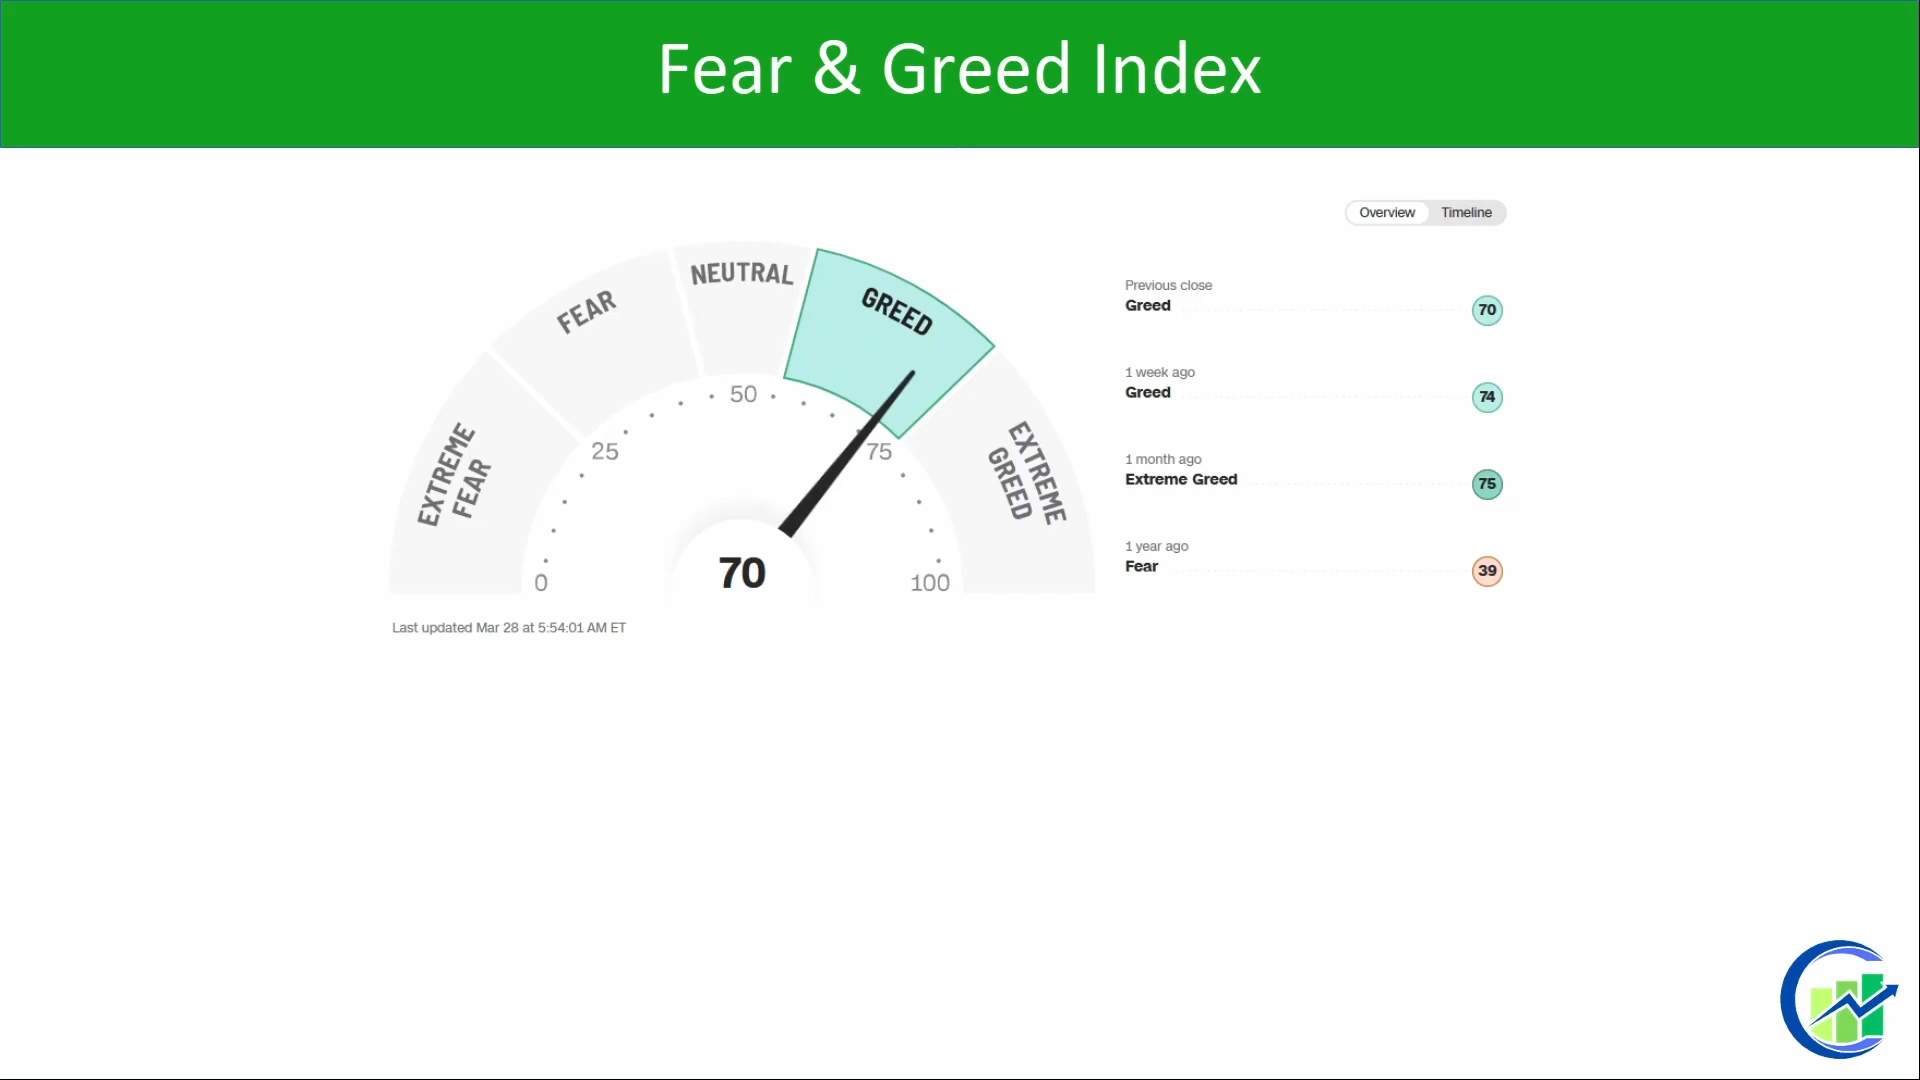 Fear & Greed Index
Overview Timeline
NEUTRAL
FEAR
GREED
EXTREME
FEAR
EXTREME
GREED
0
25
50
75
100
70
Last updated Mar 28 at 5:54:01 AM ET
Previous close
Greed 70
1 week ago
Greed 74
1 month ago
Extreme Greed 75
1 year ago
Fear 39